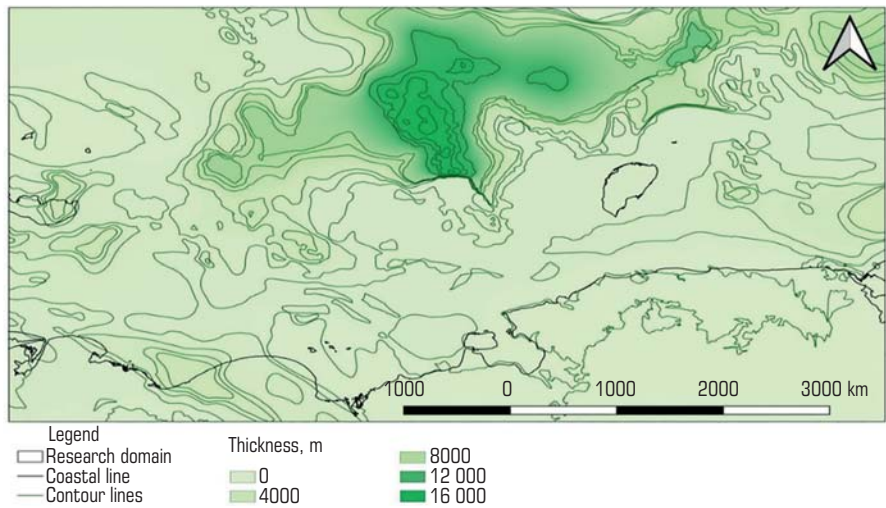 1000 0 1000 2000 3000 km
Legend
Research domain
Coastal line
Contour lines
Thickness, m
0
4000
8000
12 000
16 000